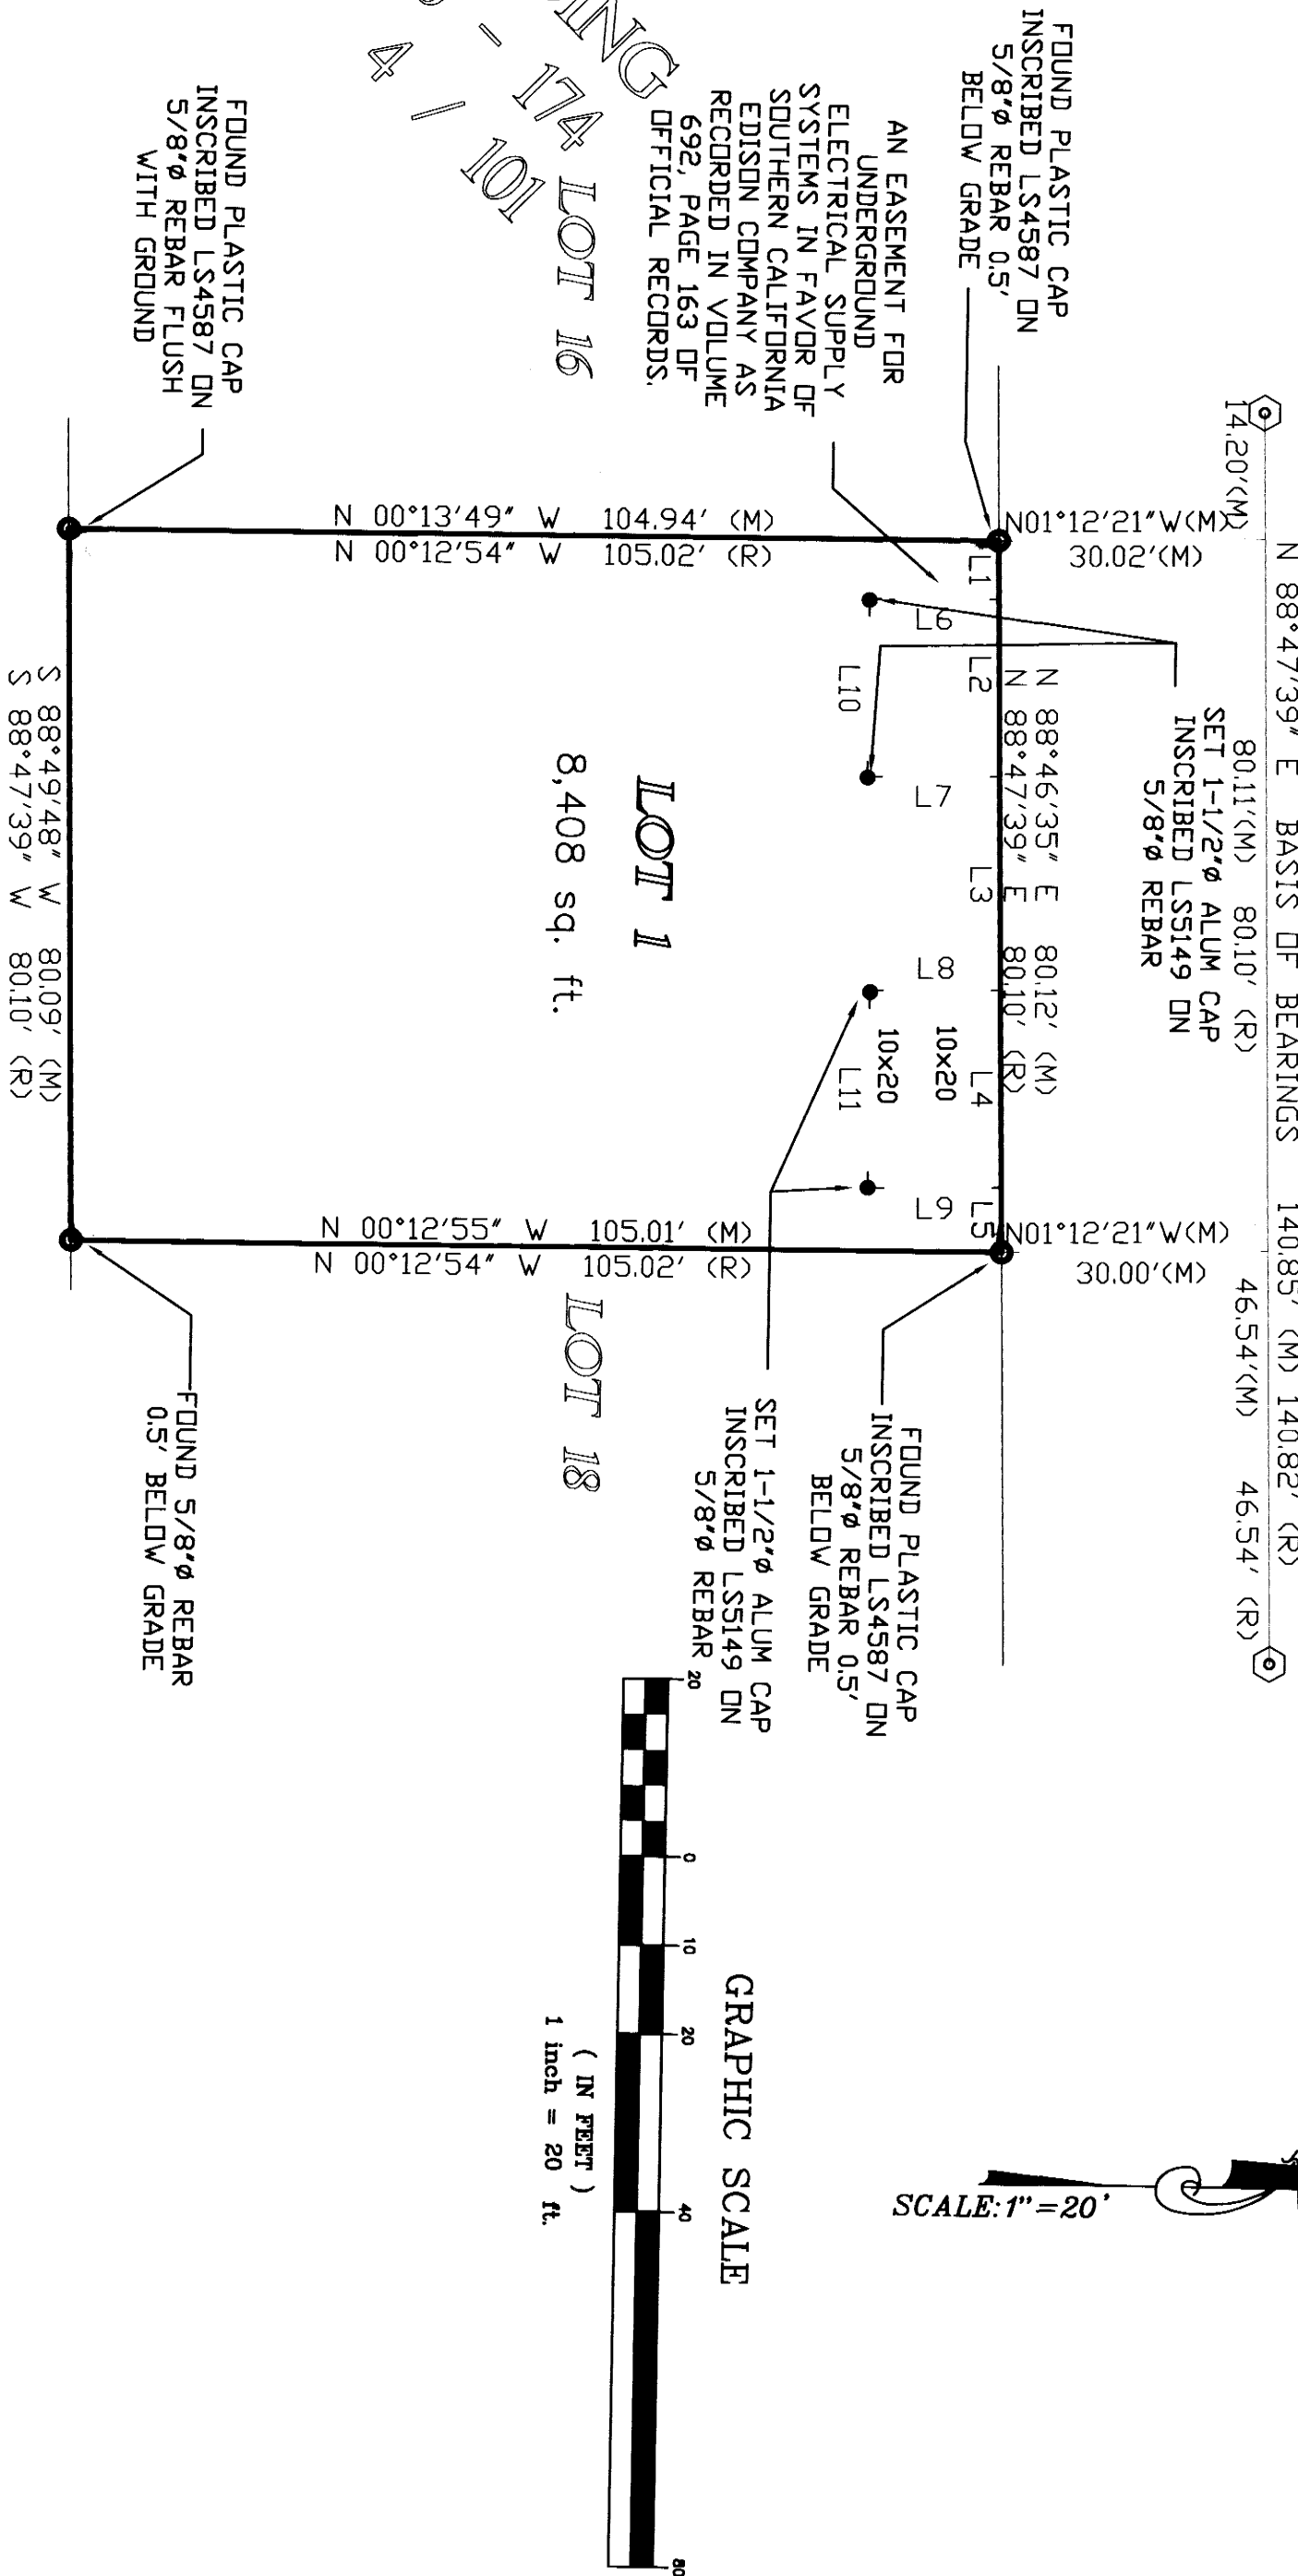 N 88°47'39" E BASIS OF BEARINGS 140.85' (M) 140.82' (R)
14.20'(M)
80.11'(M) 80.10' (R)
46.54'(M) 46.54' (R)
SET 1-1/2"ø ALUM CAP
INSCRIBED LS5149 ON
5/8"ø REBAR
FOUND PLASTIC CAP
INSCRIBED LS4587 ON
5/8"ø REBAR 0.5'
BELOW GRADE
N01°12'21"W(M)
30.02'(M)
N01°12'21"W(M)
30.00'(M)
N 88°46'35" E 80.12' (M)
N 88°47'39" E 80.10' (R)
L1
L2
L3
L4
L5
L6
L7
L8
L9
10x20
10x20
L10
L11
AN EASEMENT FOR
UNDERGROUND
ELECTRICAL SUPPLY
SYSTEMS IN FAVOR OF
SOUTHERN CALIFORNIA
EDISON COMPANY AS
RECORDED IN VOLUME
692, PAGE 163 OF
OFFICIAL RECORDS.
FOUND PLASTIC CAP
INSCRIBED LS4587 ON
5/8"ø REBAR 0.5'
BELOW GRADE
SET 1-1/2"ø ALUM CAP
INSCRIBED LS5149 ON
5/8"ø REBAR
N 00°13'49" W 104.94' (M)
N 00°12'54" W 105.02' (R)
LOT 1
8,408 sq. ft.
N 00°12'55" W 105.01' (M)
N 00°12'54" W 105.02' (R)
ING
- 174
4 / 101
LOT 16
LOT 18
FOUND PLASTIC CAP
INSCRIBED LS4587 ON
5/8"ø REBAR FLUSH
WITH GROUND
FOUND 5/8"ø REBAR
0.5' BELOW GRADE
S 88°49'48" W 80.09' (M)
S 88°47'39" W 80.10' (R)
SCALE: 1"=20'
GRAPHIC SCALE
20 0 10 20 40 80
( IN FEET )
1 inch = 20 ft.